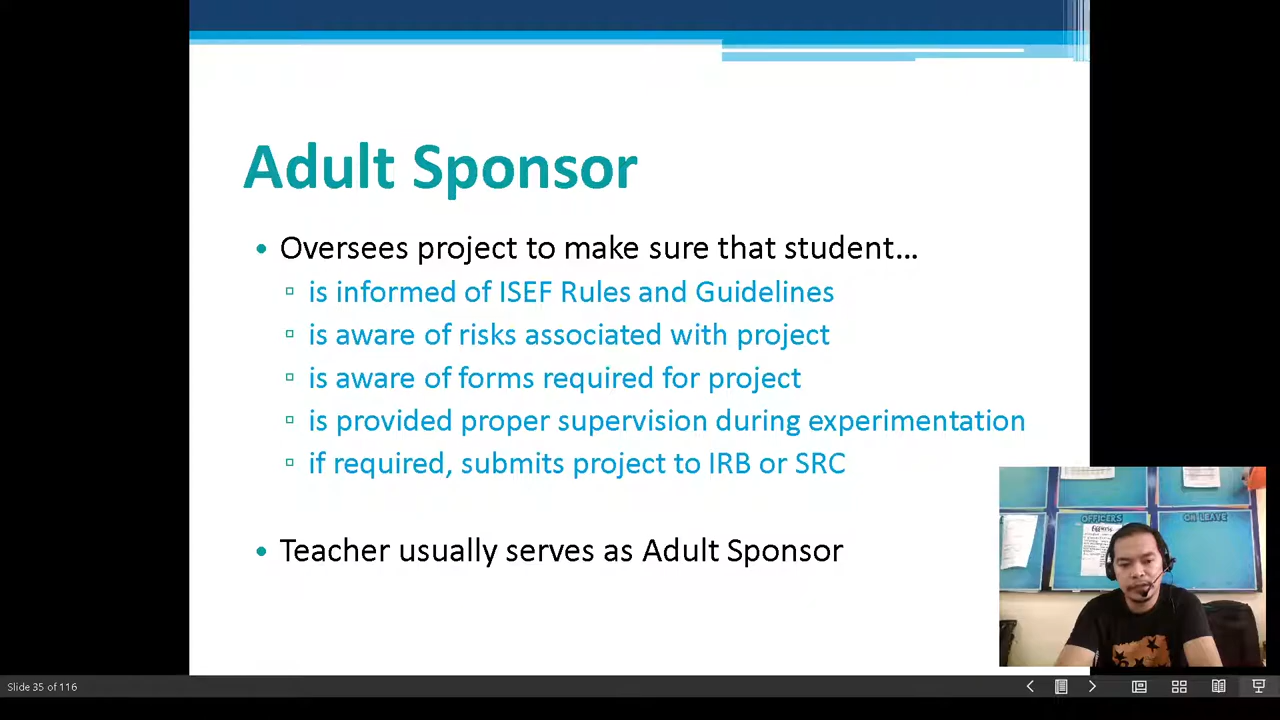 Adult Sponsor
• Oversees project to make sure that student...
▫ is informed of ISEF Rules and Guidelines
▫ is aware of risks associated with project
▫ is aware of forms required for project
▫ is provided proper supervision during experimentation
▫ if required, submits project to IRB or SRC
• Teacher usually serves as Adult Sponsor
OFFICERS
ON LEAVE
Slide 35 of 116